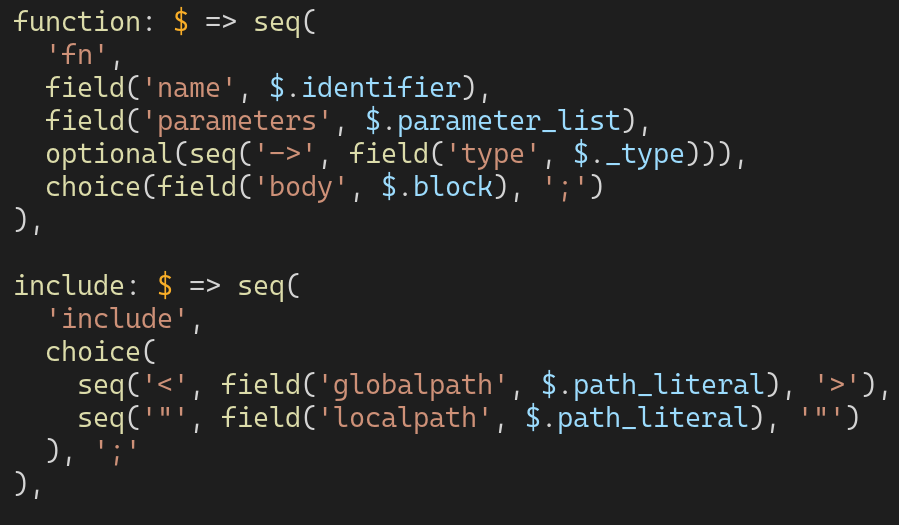 function: $ => seq(
  'fn',
  field('name', $.identifier),
  field('parameters', $.parameter_list),
  optional(seq('->', field('type', $._type))),
  choice(field('body', $.block), ';')
),

include: $ => seq(
  'include',
  choice(
    seq('<', field('globalpath', $.path_literal), '>'),
    seq('"', field('localpath', $.path_literal), '"')
  ), ';'
),